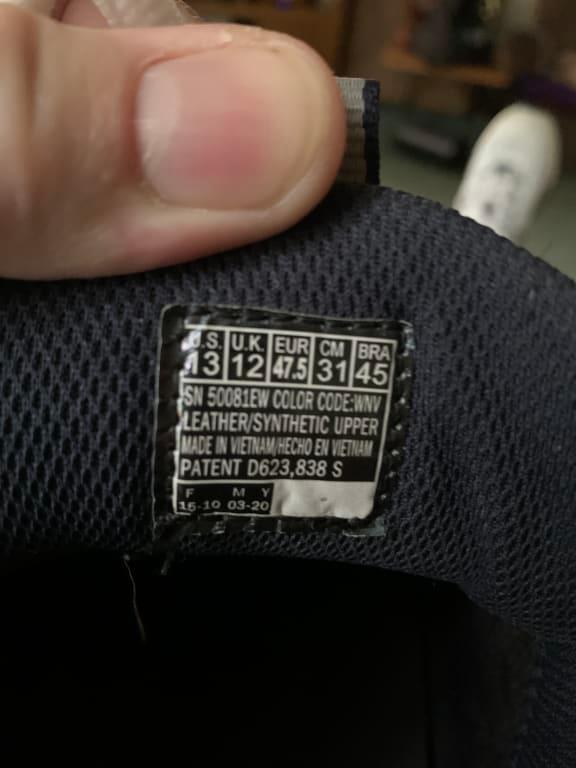 U.S. U.K. EUR CM BRA
13 12 47.5 31 45
SN 50081EW COLOR CODE:WNV
LEATHER/SYNTHETIC UPPER
MADE IN VIETNAM/HECHO EN VIETNAM
PATENT D623,838 S
F M Y
15-10 03-20